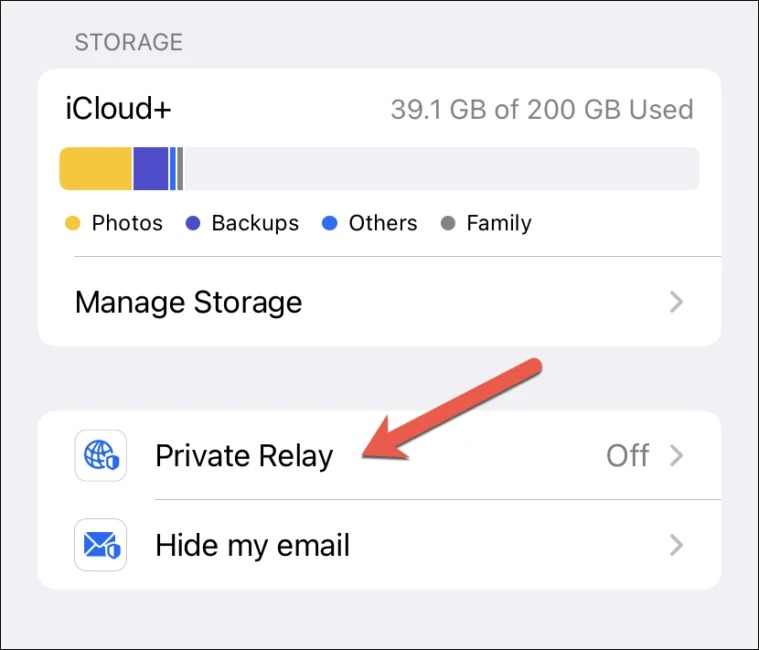 STORAGE
iCloud+ 39.1 GB of 200 GB Used
Photos Backups Others Family
Manage Storage
Private Relay Off
Hide my email